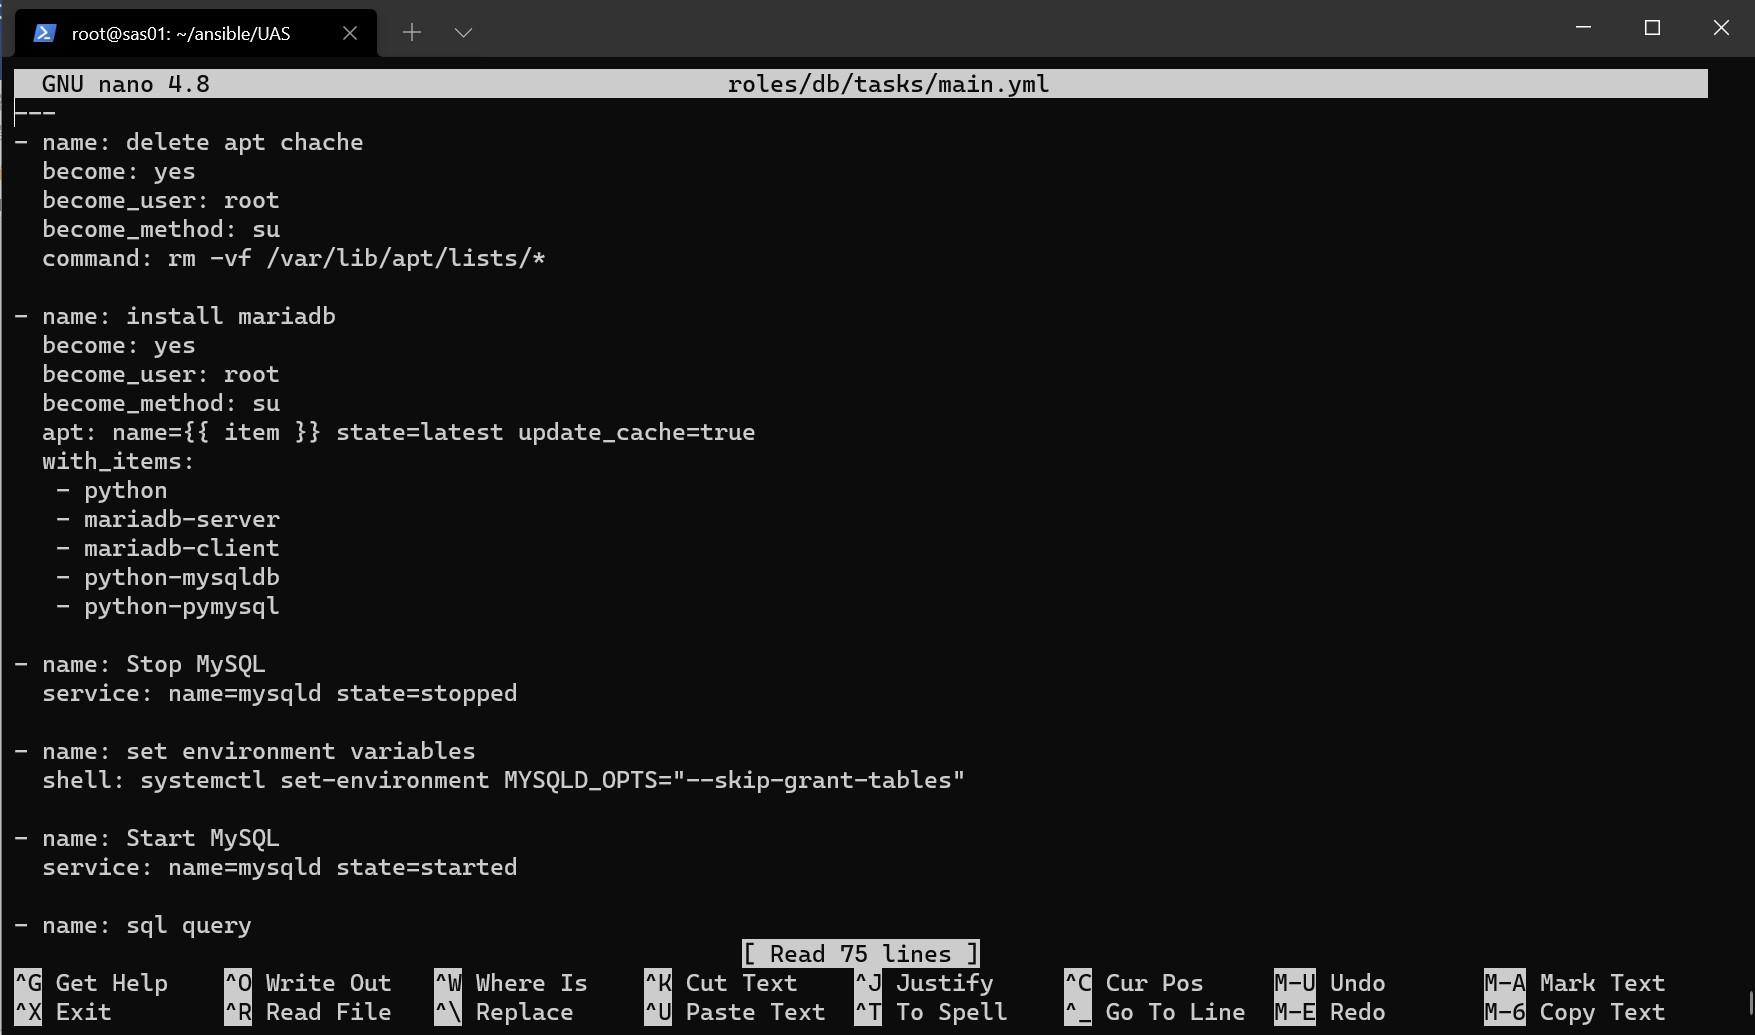 root@sas01: ~/ansible/UAS
GNU nano 4.8 roles/db/tasks/main.yml
---
- name: delete apt chache
  become: yes
  become_user: root
  become_method: su
  command: rm -vf /var/lib/apt/lists/*

- name: install mariadb
  become: yes
  become_user: root
  become_method: su
  apt: name={{ item }} state=latest update_cache=true
  with_items:
   - python
   - mariadb-server
   - mariadb-client
   - python-mysqldb
   - python-pymysql

- name: Stop MySQL
  service: name=mysqld state=stopped

- name: set environment variables
  shell: systemctl set-environment MYSQLD_OPTS="--skip-grant-tables"

- name: Start MySQL
  service: name=mysqld state=started

- name: sql query
[ Read 75 lines ]
^G Get Help ^O Write Out ^W Where Is ^K Cut Text ^J Justify ^C Cur Pos M-U Undo M-A Mark Text
^X Exit ^R Read File ^\ Replace ^U Paste Text ^T To Spell ^_ Go To Line M-E Redo M-6 Copy Text